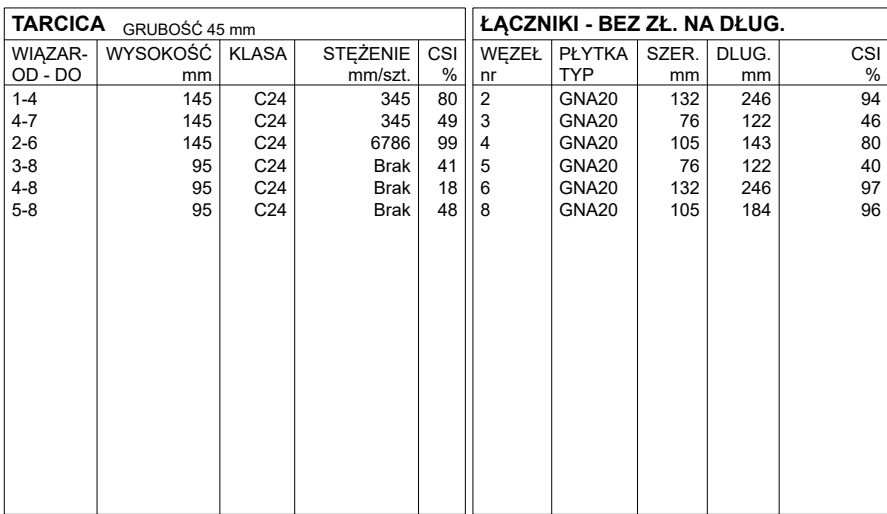 TARCICA GRUBOŚĆ 45 mm
WIĄZAR- WYSOKOŚĆ KLASA STĘŻENIE CSI
OD - DO mm mm/szt. %
1-4 145 C24 345 80
4-7 145 C24 345 49
2-6 145 C24 6786 99
3-8 95 C24 Brak 41
4-8 95 C24 Brak 18
5-8 95 C24 Brak 48
ŁĄCZNIKI - BEZ ZŁ. NA DŁUG.
WĘZEŁ PŁYTKA SZER. DLUG. CSI
nr TYP mm mm %
2 GNA20 132 246 94
3 GNA20 76 122 46
4 GNA20 105 143 80
5 GNA20 76 122 40
6 GNA20 132 246 97
8 GNA20 105 184 96